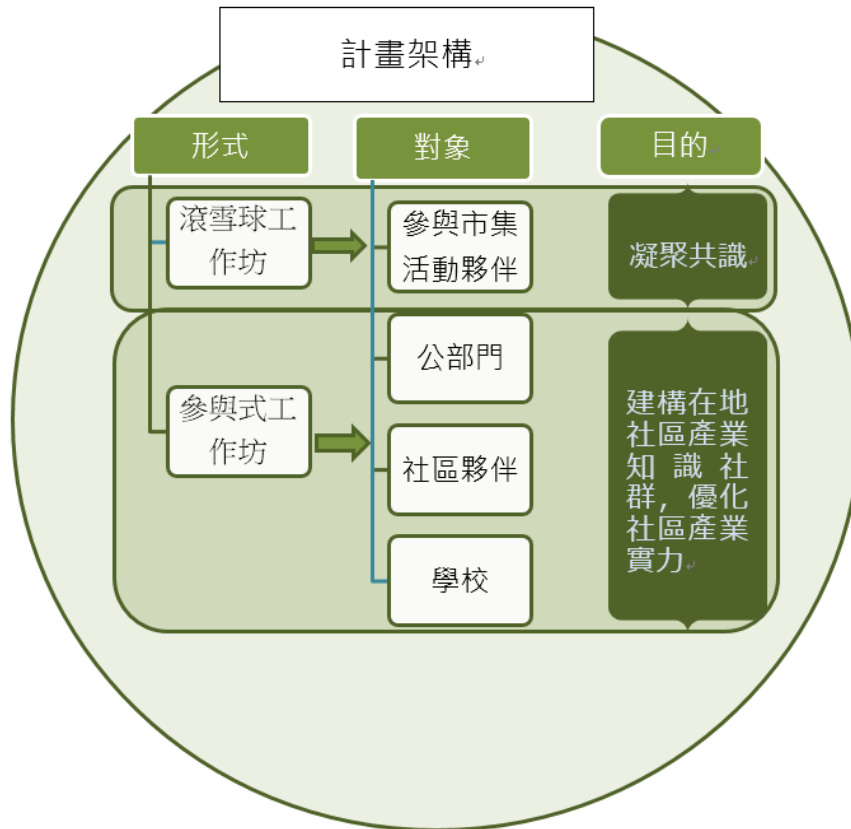 計畫架構
形式
對象
目的
滾雪球工
作坊
參與市集
活動夥伴
凝聚共識
參與式工
作坊
公部門
社區夥伴
學校
建構在地
社區產業
知識社
群，優化
社區產業
實力